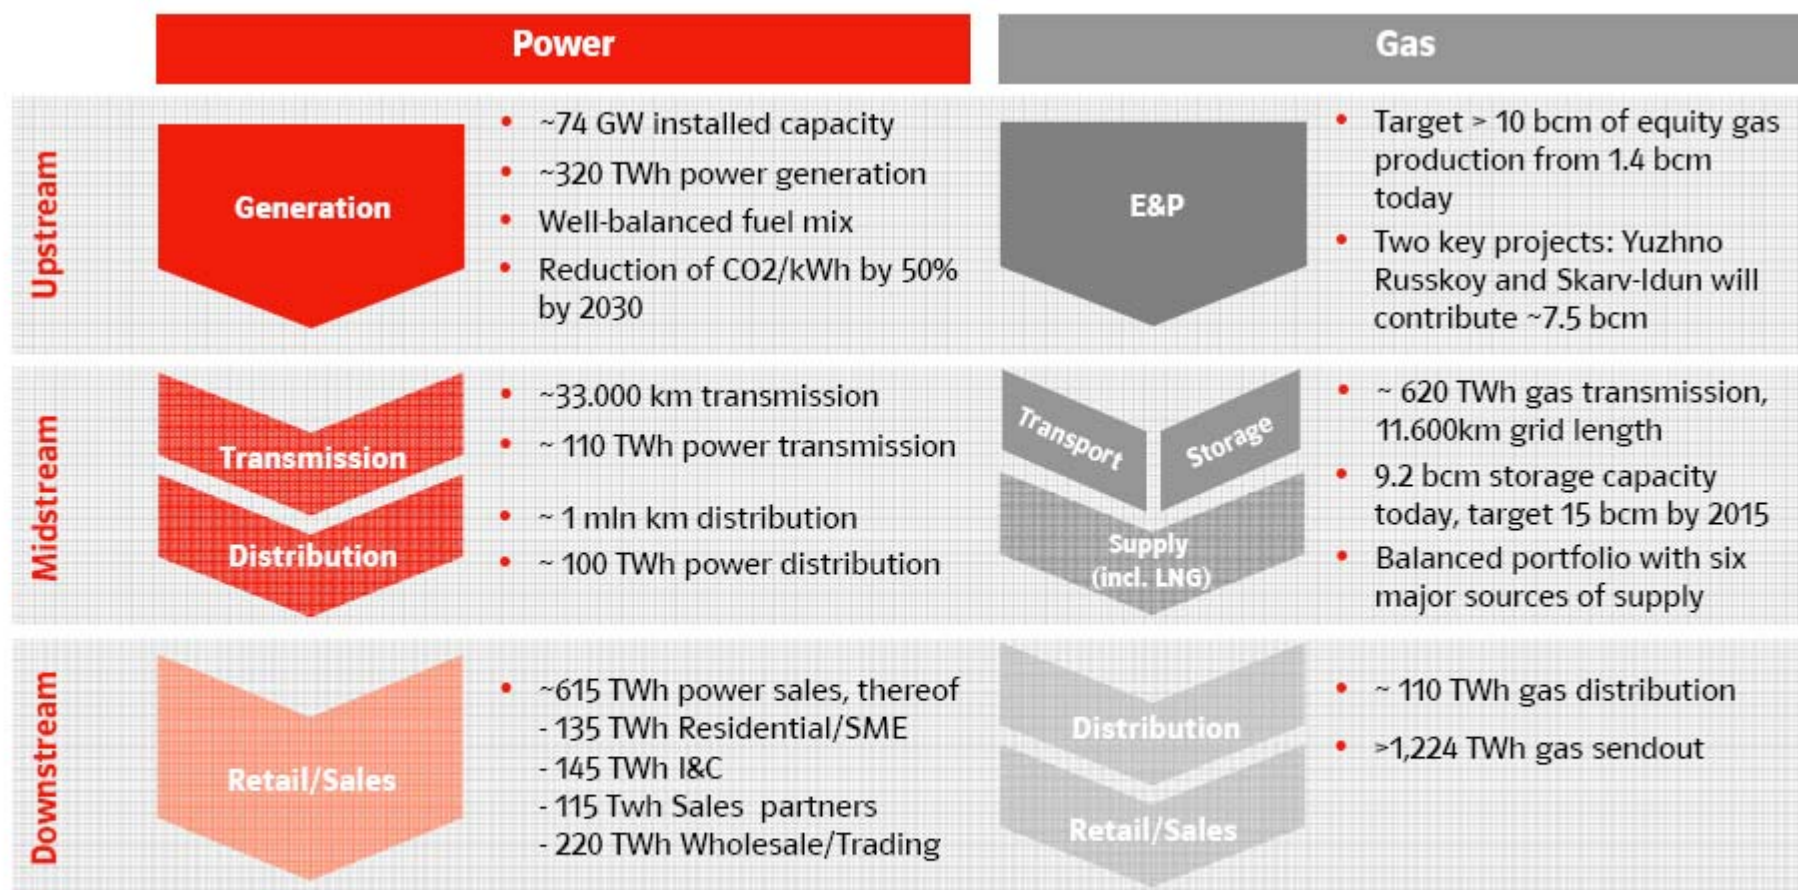 Power
Gas
Upstream
Generation
• ~74 GW installed capacity
• ~320 TWh power generation
• Well-balanced fuel mix
• Reduction of CO2/kWh by 50%
by 2030
E&P
• Target > 10 bcm of equity gas
production from 1.4 bcm
today
• Two key projects: Yuzhno
Russkoy and Skarv-Idun will
contribute ~7.5 bcm
Midstream
Transmission
Distribution
• ~33.000 km transmission
• ~ 110 TWh power transmission
• ~ 1 mln km distribution
• ~ 100 TWh power distribution
Transport
Storage
Supply
(incl. LNG)
• ~ 620 TWh gas transmission,
11.600km grid length
• 9.2 bcm storage capacity
today, target 15 bcm by 2015
• Balanced portfolio with six
major sources of supply
Downstream
Retail/Sales
• ~615 TWh power sales, thereof
- 135 TWh Residential/SME
- 145 TWh I&C
- 115 Twh Sales partners
- 220 TWh Wholesale/Trading
Distribution
Retail/Sales
• ~ 110 TWh gas distribution
• >1,224 TWh gas sendout